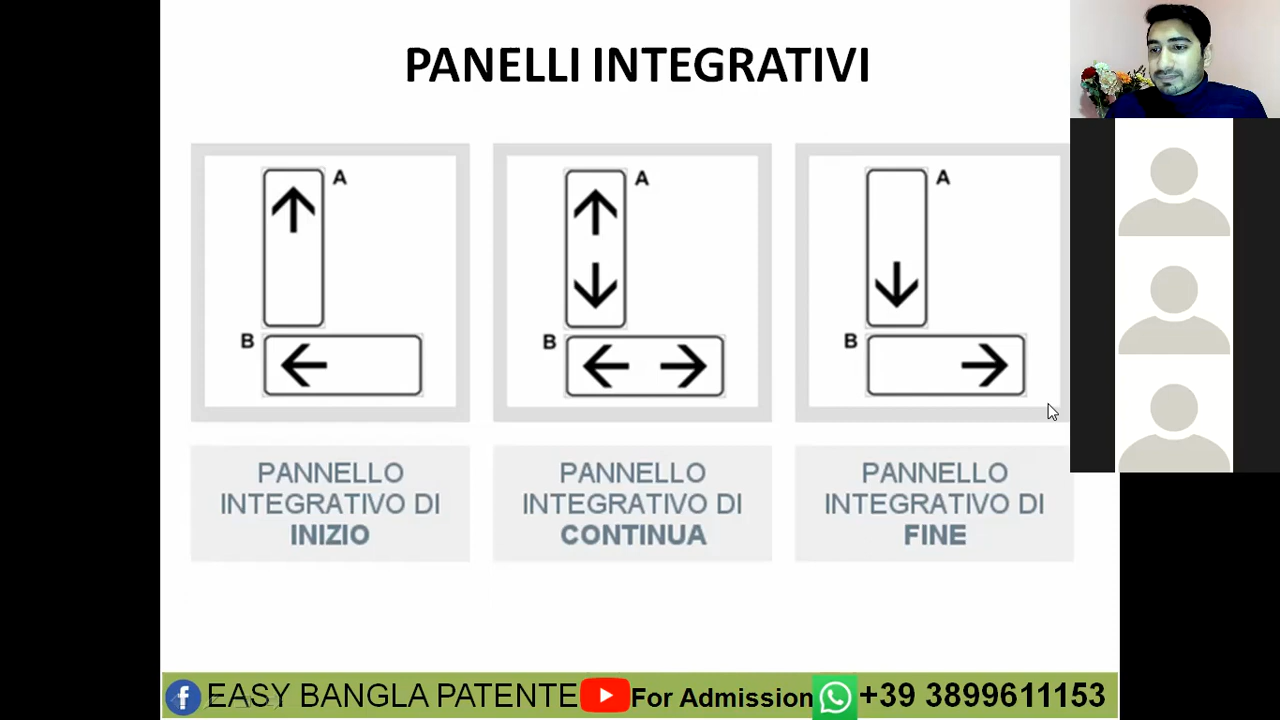 PANELLI INTEGRATIVI
A
B
A
B
A
B
PANNELLO
INTEGRATIVO DI
INIZIO
PANNELLO
INTEGRATIVO DI
CONTINUA
PANNELLO
INTEGRATIVO DI
FINE
EASY BANGLA PATENTE For Admission +39 3899611153